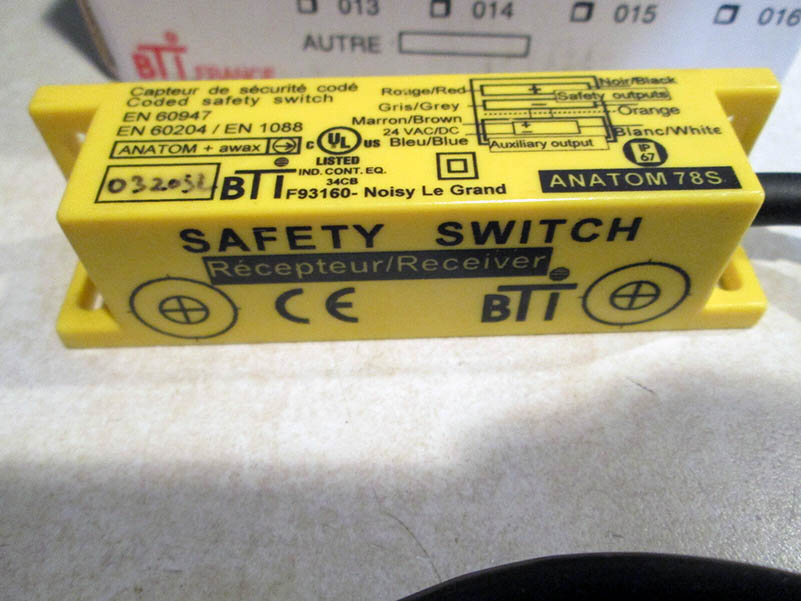 013
014
015
016
AUTRE
BTI FRANCE
Capteur de sécurité codé
Coded safety switch
EN 60947
EN 60204 / EN 1088
ANATOM + awax
C UL US
LISTED
IND. CONT. EQ.
34CB
BTI F93160- Noisy Le Grand
Rouge/Red
Gris/Grey
Marron/Brown
24 VAC/DC
Bleu/Blue
+
Noir/Black
Safety outputs
-
Orange
+
-
Blanc/White
Auxiliary output
IP
67
ANATOM 78S
SAFETY SWITCH
Récepteur/Receiver
CE
BTI